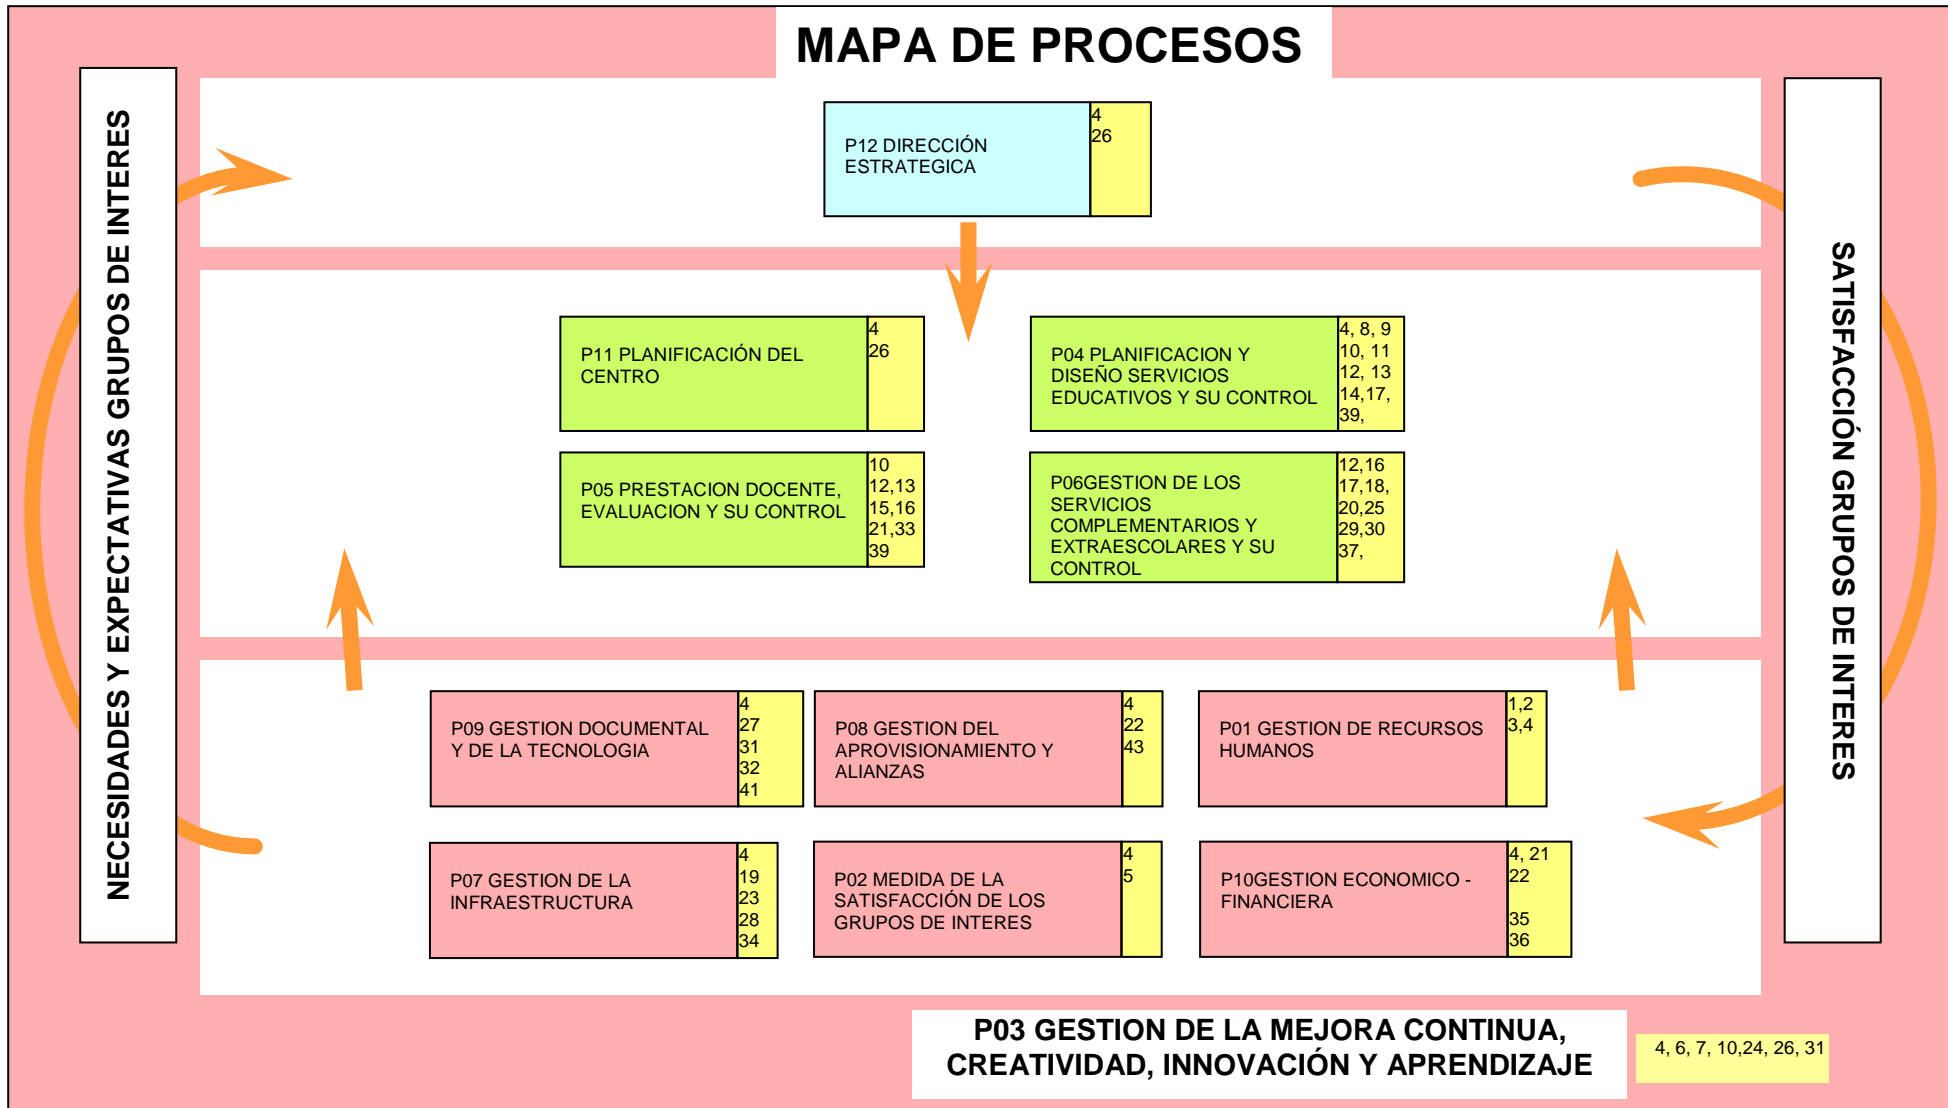 MAPA DE PROCESOS
NECESIDADES Y EXPECTATIVAS GRUPOS DE INTERES
P12 DIRECCIÓN
ESTRATEGICA
4
26
P11 PLANIFICACIÓN DEL
CENTRO
4
26
P04 PLANIFICACION Y
DISEÑO SERVICIOS
EDUCATIVOS Y SU CONTROL
4, 8, 9
10, 11
12, 13
14,17,
39,
P05 PRESTACION DOCENTE,
EVALUACION Y SU CONTROL
10
12,13
15,16
21,33
39
P06GESTION DE LOS
SERVICIOS
COMPLEMENTARIOS Y
EXTRAESCOLARES Y SU
CONTROL
12,16
17,18,
20,25
29,30
37,
P09 GESTION DOCUMENTAL
Y DE LA TECNOLOGIA
4
27
31
32
41
P08 GESTION DEL
APROVISIONAMIENTO Y
ALIANZAS
4
22
43
P01 GESTION DE RECURSOS
HUMANOS
1,2
3,4
P07 GESTION DE LA
INFRAESTRUCTURA
4
19
23
28
34
P02 MEDIDA DE LA
SATISFACCIÓN DE LOS
GRUPOS DE INTERES
4
5
P10GESTION ECONOMICO -
FINANCIERA
4, 21
22
35
36
SATISFACCIÓN GRUPOS DE INTERES
P03 GESTION DE LA MEJORA CONTINUA,
CREATIVIDAD, INNOVACIÓN Y APRENDIZAJE
4, 6, 7, 10,24, 26, 31